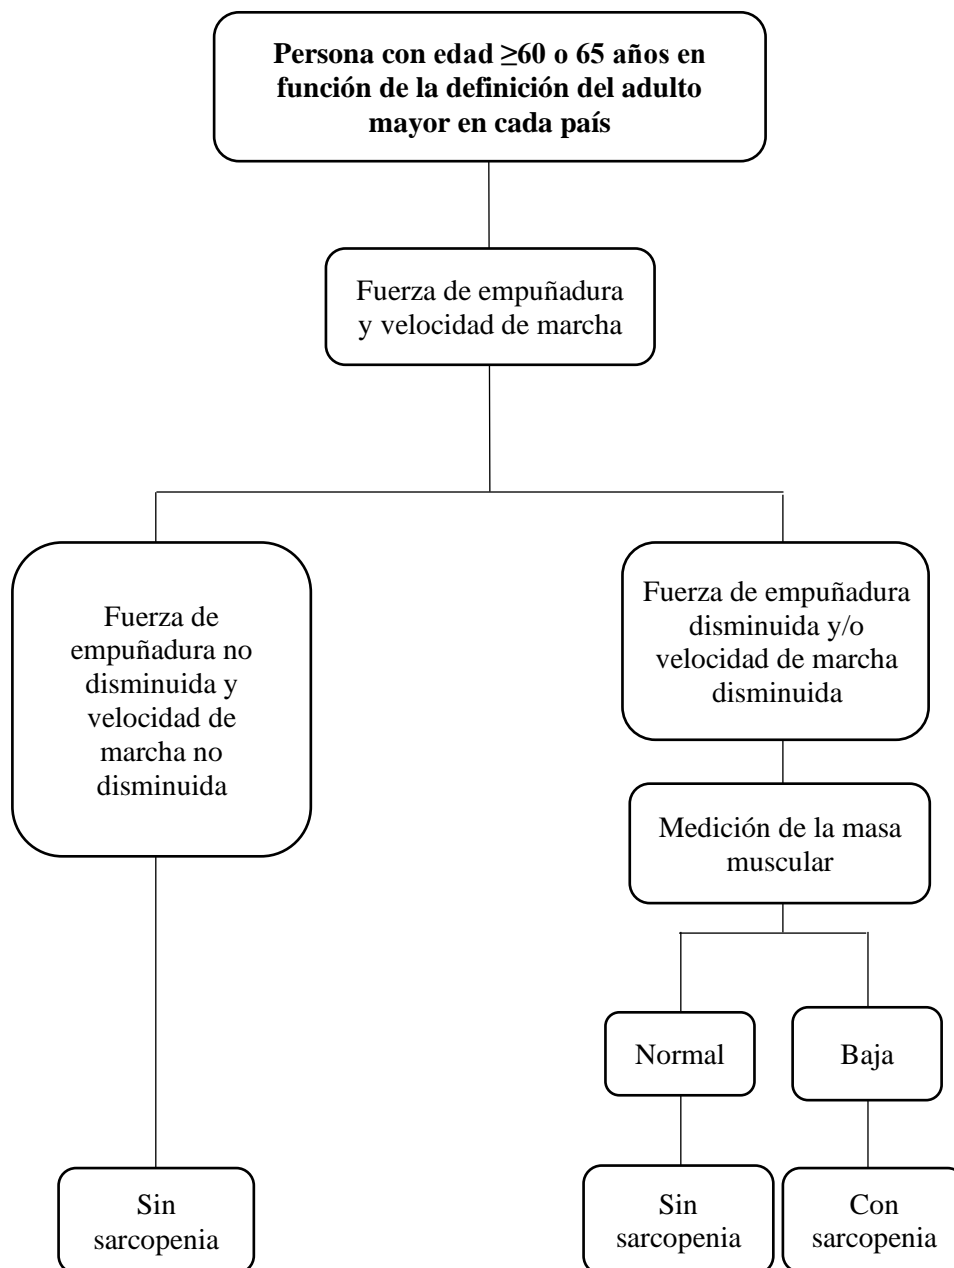 Persona con edad ≥60 o 65 años en
función de la definición del adulto
mayor en cada país
Fuerza de empuñadura
y velocidad de marcha
Fuerza de
empuñadura no
disminuida y
velocidad de
marcha no
disminuida
Fuerza de empuñadura
disminuida y/o
velocidad de marcha
disminuida
Medición de la masa
muscular
Normal
Baja
Sin
sarcopenia
Sin
sarcopenia
Con
sarcopenia